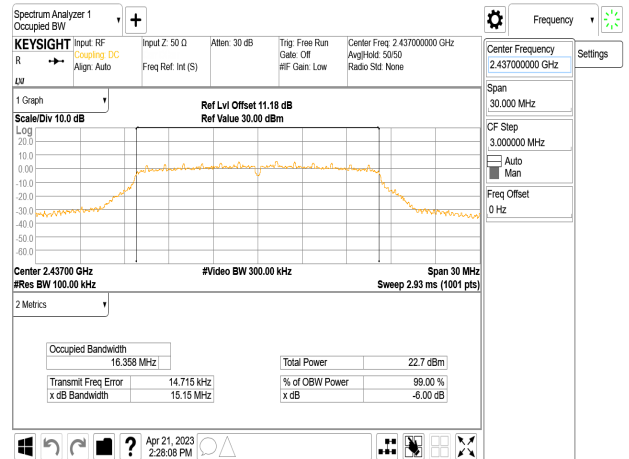 Spectrum Analyzer 1
Occupied BW
Frequency
KEYSIGHT
R
LXI
Input: RF
Coupling: DC
Align: Auto
Input Z: 50 Ω
Freq Ref: Int (S)
Atten: 30 dB
Trig: Free Run
Gate: Off
#IF Gain: Low
Center Freq: 2.437000000 GHz
Avg|Hold: 50/50
Radio Std: None
Center Frequency
2.437000000 GHz
Settings
Span
30.000 MHz
CF Step
3.000000 MHz
Auto
Man
Freq Offset
0 Hz
1 Graph
Scale/Div 10.0 dB
Ref Lvl Offset 11.18 dB
Ref Value 30.00 dBm
Log
20.0
10.0
0.00
-10.0
-20.0
-30.0
-40.0
-50.0
-60.0
Center 2.43700 GHz
#Res BW 100.00 kHz
#Video BW 300.00 kHz
Span 30 MHz
Sweep 2.93 ms (1001 pts)
2 Metrics
Occupied Bandwidth
16.358 MHz
Total Power 22.7 dBm
Transmit Freq Error 14.715 kHz
% of OBW Power 99.00 %
x dB Bandwidth 15.15 MHz
x dB -6.00 dB
?
Apr 21, 2023
2:28:08 PM